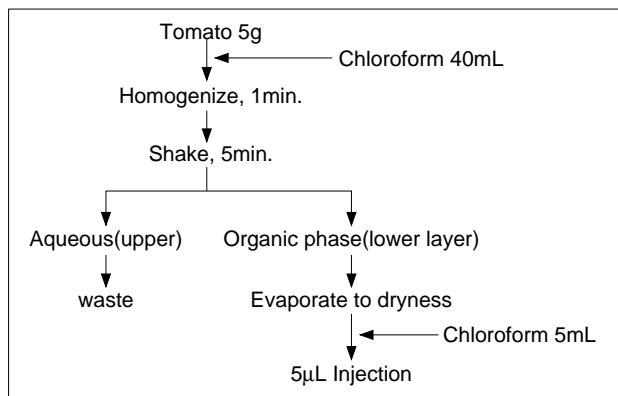 Tomato 5g
Chloroform 40mL
Homogenize, 1min.
Shake, 5min.
Aqueous(upper)
Organic phase(lower layer)
waste
Evaporate to dryness
Chloroform 5mL
5μL Injection